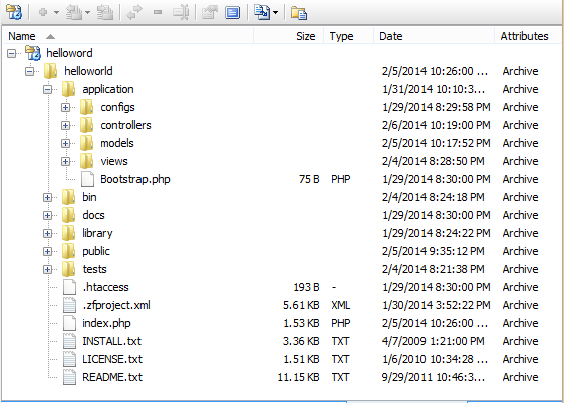 Name Size Type Date Attributes
helloword
helloworld 2/5/2014 10:26:00 ... Archive
application 1/31/2014 10:10:3... Archive
configs 1/29/2014 8:29:58 PM Archive
controllers 2/6/2014 10:19:00 PM Archive
models 2/5/2014 10:17:52 PM Archive
views 2/4/2014 8:28:50 PM Archive
Bootstrap.php 75 B PHP 1/29/2014 8:30:00 PM Archive
bin 2/4/2014 8:24:18 PM Archive
docs 1/29/2014 8:30:00 PM Archive
library 1/29/2014 8:24:22 PM Archive
public 2/5/2014 9:35:12 PM Archive
tests 2/4/2014 8:21:38 PM Archive
.htaccess 193 B - 1/29/2014 8:30:00 PM Archive
.zfproject.xml 5.61 KB XML 1/30/2014 3:52:22 PM Archive
index.php 1.53 KB PHP 2/5/2014 10:26:00 ... Archive
INSTALL.txt 3.36 KB TXT 4/7/2009 1:21:00 PM Archive
LICENSE.txt 1.51 KB TXT 1/6/2010 10:34:28 ... Archive
README.txt 11.15 KB TXT 9/29/2011 10:46:3... Archive